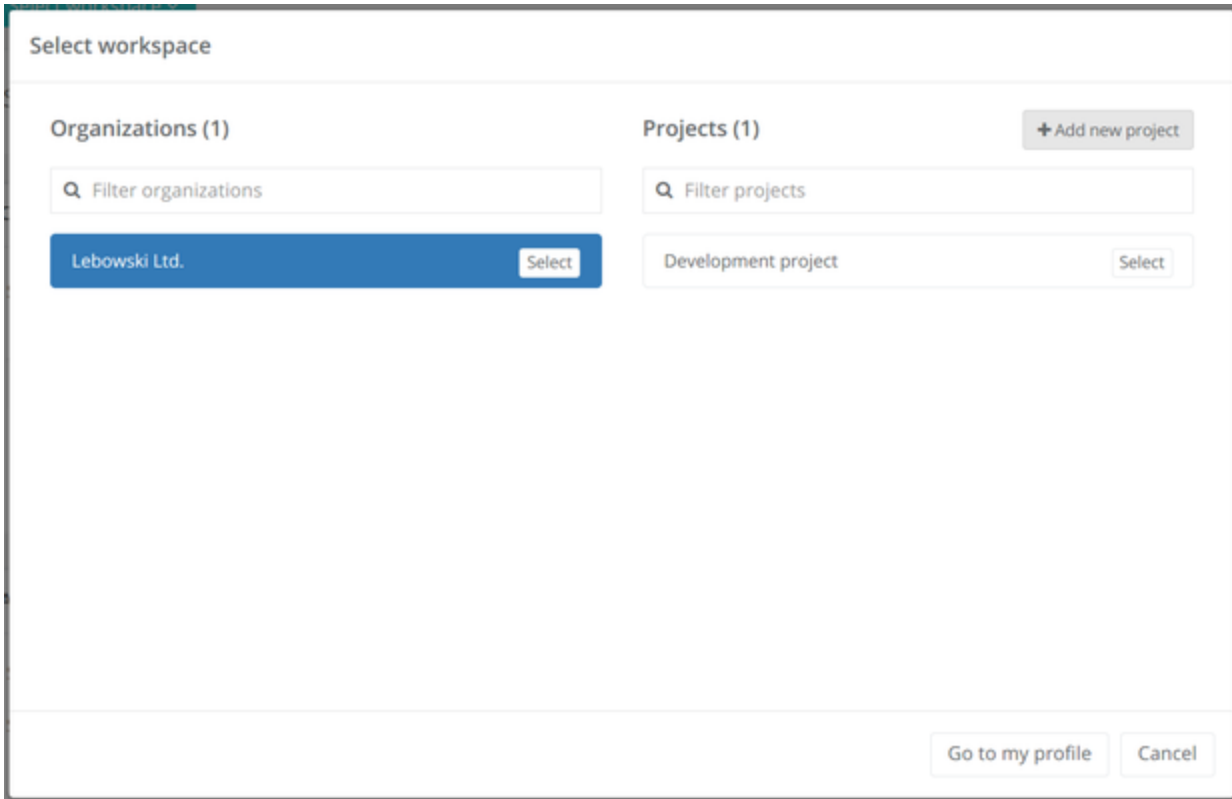 Select workspace
Organizations (1)
Projects (1)
Add new project
Filter organizations
Filter projects
Lebowski Ltd.
Select
Development project
Select
Go to my profile
Cancel